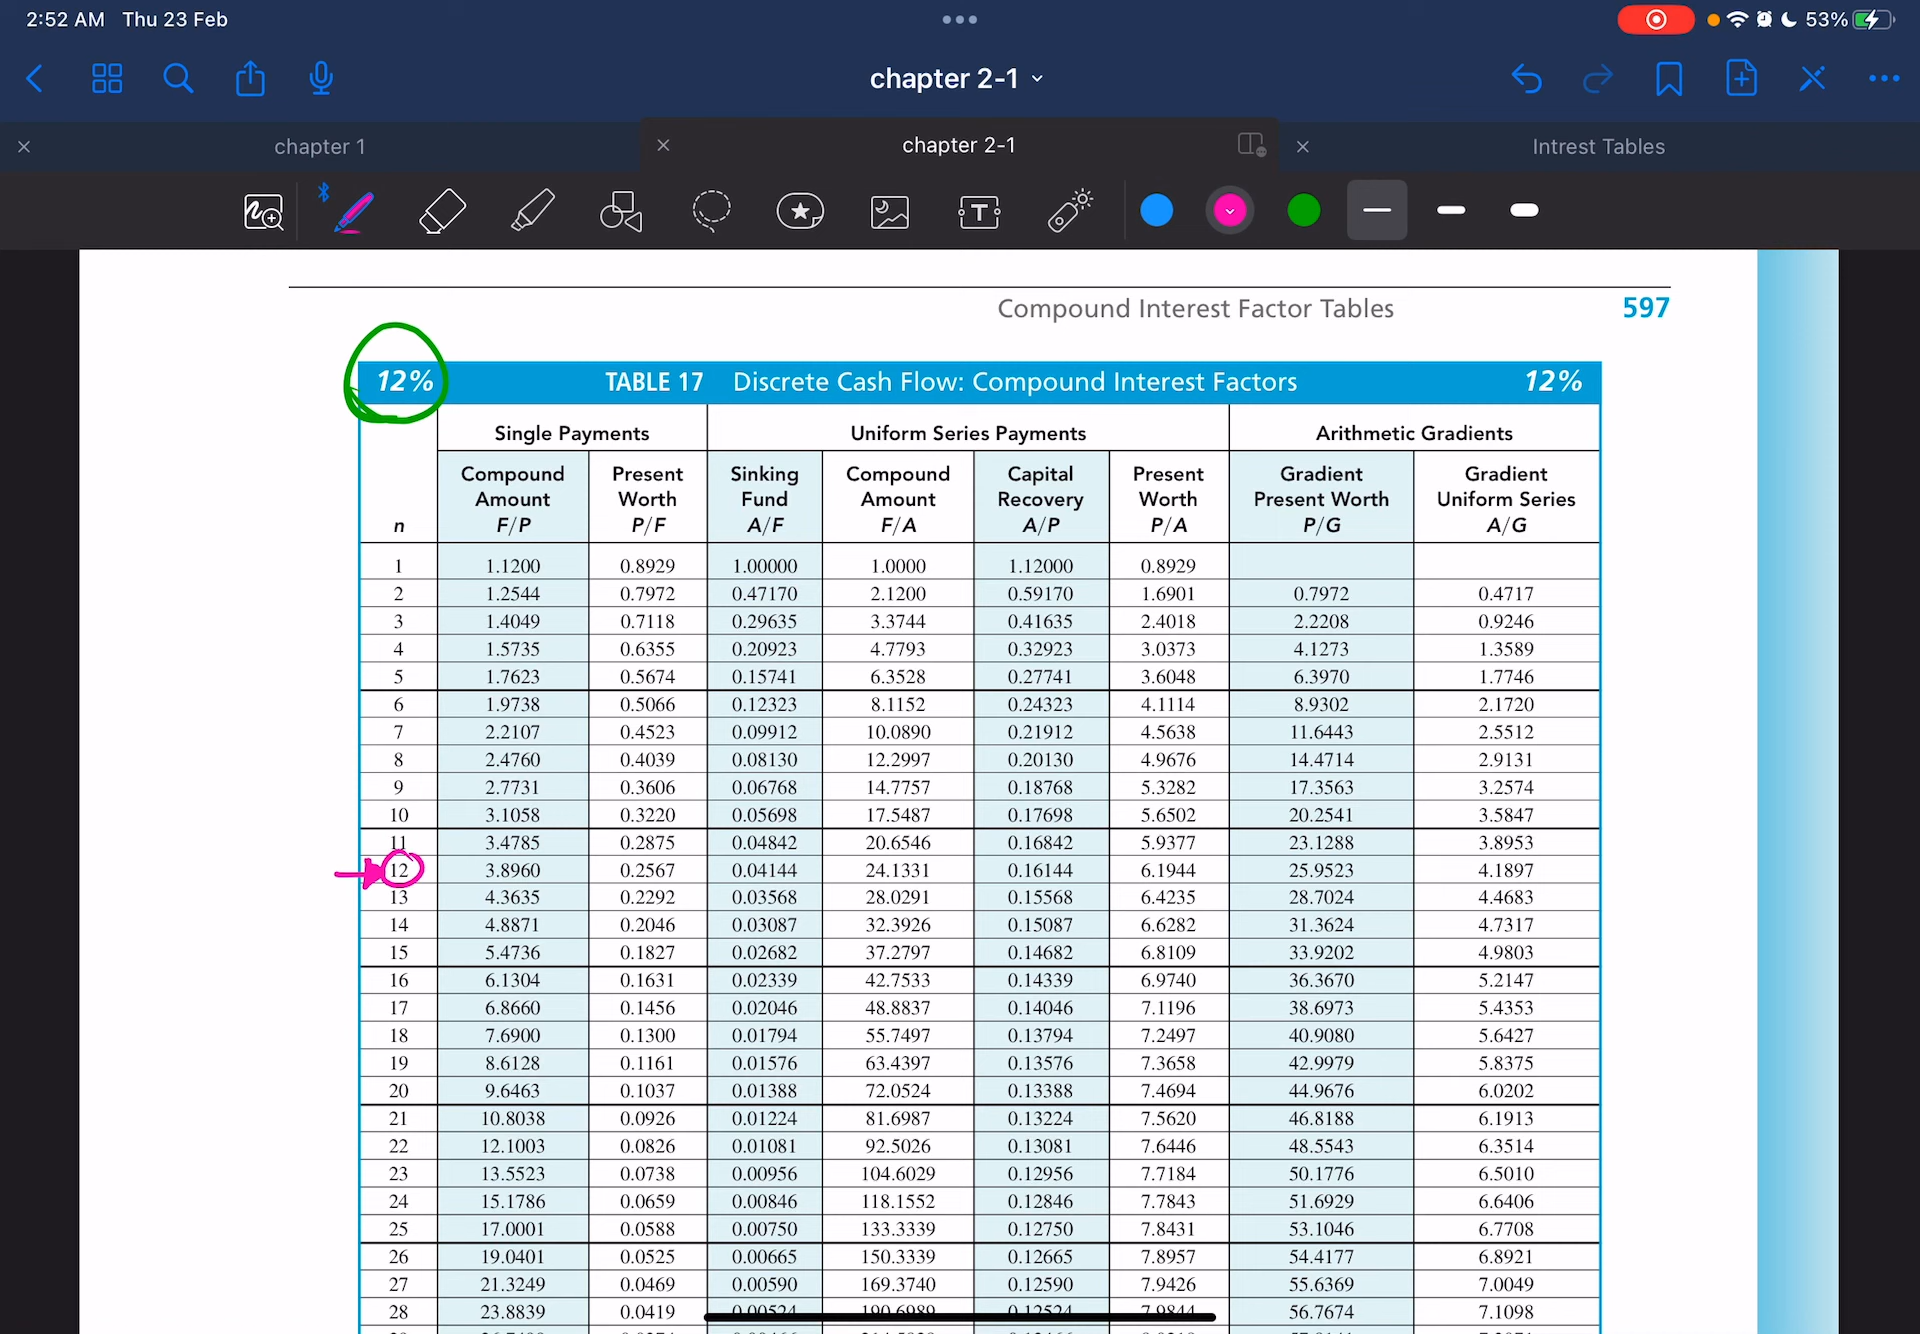 2:52 AM Thu 23 Feb
53%
chapter 2-1
chapter 1
chapter 2-1
Intrest Tables
Compound Interest Factor Tables 597
12% TABLE 17 Discrete Cash Flow: Compound Interest Factors 12%
Single Payments Uniform Series Payments Arithmetic Gradients
Compound Present Sinking Compound Capital Present Gradient Gradient
Amount Worth Fund Amount Recovery Worth Present Worth Uniform Series
n F/P P/F A/F F/A A/P P/A P/G A/G
1 1.1200 0.8929 1.00000 1.0000 1.12000 0.8929
2 1.2544 0.7972 0.47170 2.1200 0.59170 1.6901 0.7972 0.4717
3 1.4049 0.7118 0.29635 3.3744 0.41635 2.4018 2.2208 0.9246
4 1.5735 0.6355 0.20923 4.7793 0.32923 3.0373 4.1273 1.3589
5 1.7623 0.5674 0.15741 6.3528 0.27741 3.6048 6.3970 1.7746
6 1.9738 0.5066 0.12323 8.1152 0.24323 4.1114 8.9302 2.1720
7 2.2107 0.4523 0.09912 10.0890 0.21912 4.5638 11.6443 2.5512
8 2.4760 0.4039 0.08130 12.2997 0.20130 4.9676 14.4714 2.9131
9 2.7731 0.3606 0.06768 14.7757 0.18768 5.3282 17.3563 3.2574
10 3.1058 0.3220 0.05698 17.5487 0.17698 5.6502 20.2541 3.5847
11 3.4785 0.2875 0.04842 20.6546 0.16842 5.9377 23.1288 3.8953
12 3.8960 0.2567 0.04144 24.1331 0.16144 6.1944 25.9523 4.1897
13 4.3635 0.2292 0.03568 28.0291 0.15568 6.4235 28.7024 4.4683
14 4.8871 0.2046 0.03087 32.3926 0.15087 6.6282 31.3624 4.7317
15 5.4736 0.1827 0.02682 37.2797 0.14682 6.8109 33.9202 4.9803
16 6.1304 0.1631 0.02339 42.7533 0.14339 6.9740 36.3670 5.2147
17 6.8660 0.1456 0.02046 48.8837 0.14046 7.1196 38.6973 5.4353
18 7.6900 0.1300 0.01794 55.7497 0.13794 7.2497 40.9080 5.6427
19 8.6128 0.1161 0.01576 63.4397 0.13576 7.3658 42.9979 5.8375
20 9.6463 0.1037 0.01388 72.0524 0.13388 7.4694 44.9676 6.0202
21 10.8038 0.0926 0.01224 81.6987 0.13224 7.5620 46.8188 6.1913
22 12.1003 0.0826 0.01081 92.5026 0.13081 7.6446 48.5543 6.3514
23 13.5523 0.0738 0.00956 104.6029 0.12956 7.7184 50.1776 6.5010
24 15.1786 0.0659 0.00846 118.1552 0.12846 7.7843 51.6929 6.6406
25 17.0001 0.0588 0.00750 133.3339 0.12750 7.8431 53.1046 6.7708
26 19.0401 0.0525 0.00665 150.3339 0.12665 7.8957 54.4177 6.8921
27 21.3249 0.0469 0.00590 169.3740 0.12590 7.9426 55.6369 7.0049
28 23.8839 0.0419 0.00524 190.6989 0.12524 7.9844 56.7674 7.1098